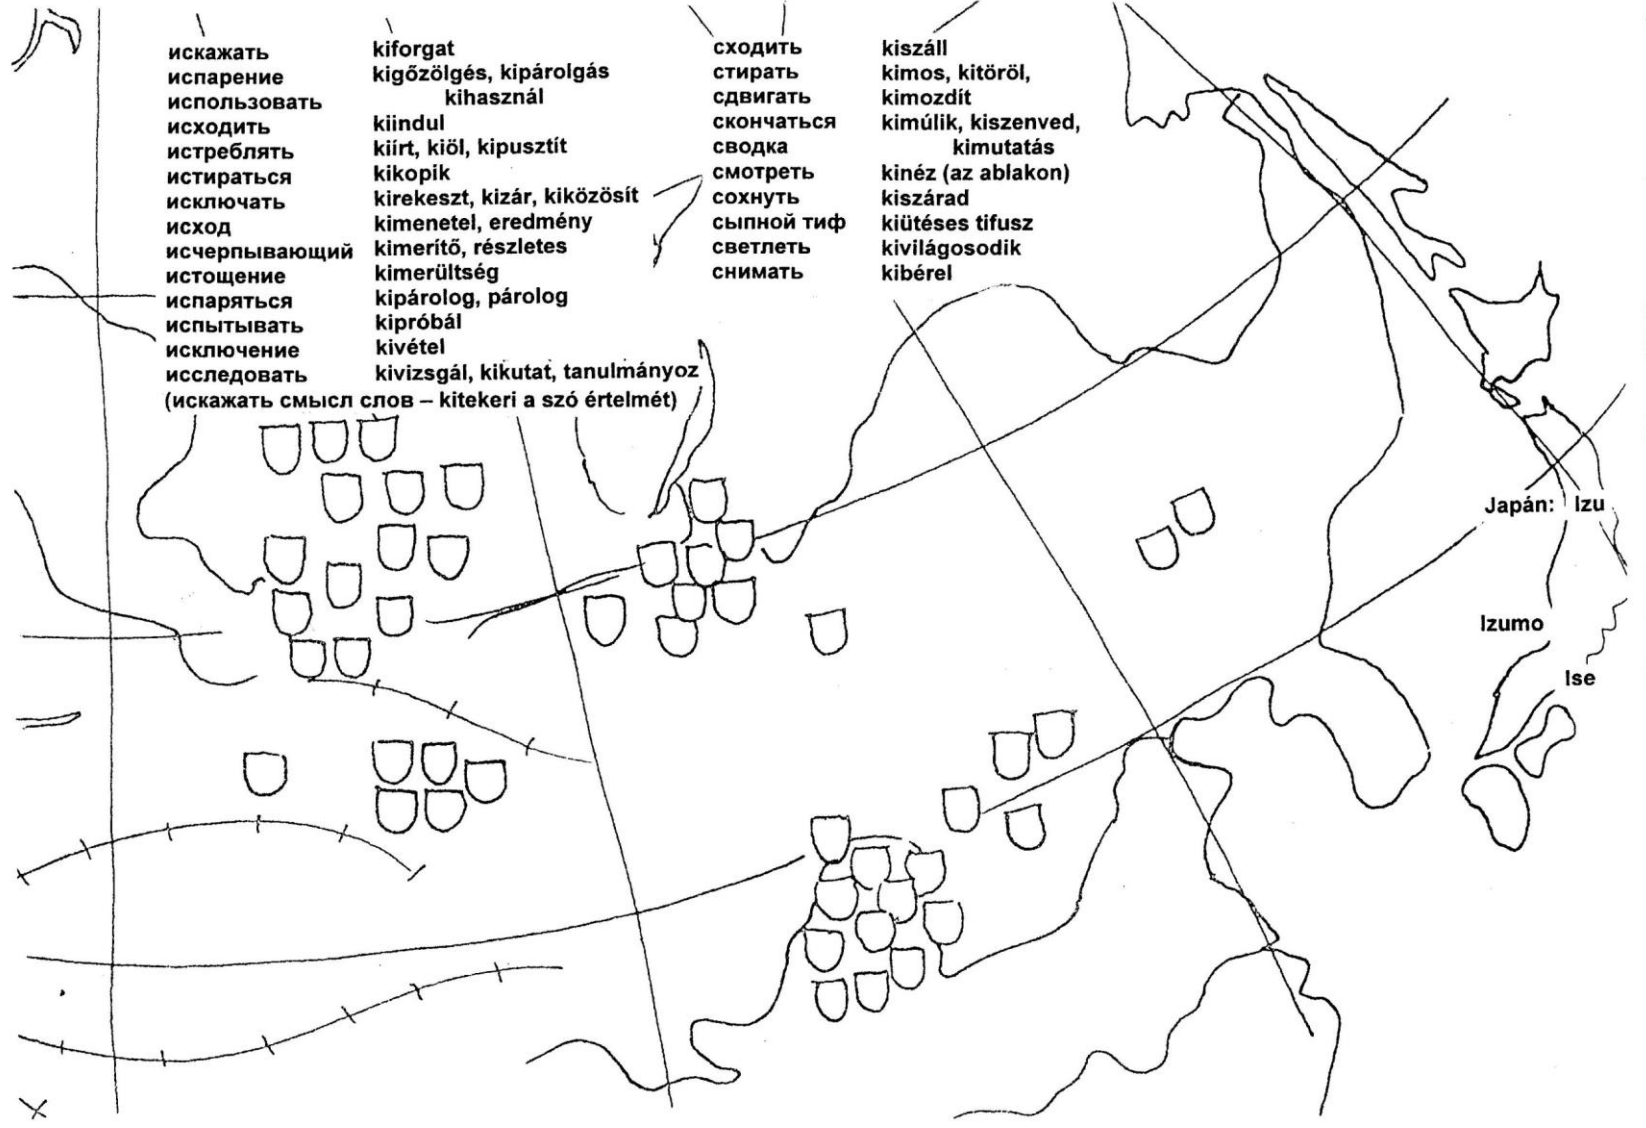 искажать kiforgat
испарение kigőzölgés, kipárolgás
использовать kihasznál
исходить kiindul
истреблять kiírt, kiöl, kipusztít
истираться kikopik
исключать kirekeszt, kizár, kiközösít
исход kimenetel, eredmény
исчерпывающий kimerítő, részletes
истощение kimerültség
испаряться kipárolog, párolog
испытывать kipróbál
исключение kivétel
исследовать kivizsgál, kikutat, tanulmányoz
(искажать смысл слов – kitekeri a szó értelmét)
сходить kiszáll
стирать kimos, kitöröl,
сдвигать kimozdít
скончаться kimúlik, kiszenved,
сводка kimutatás
смотреть kinéz (az ablakon)
сохнуть kiszárad
сыпной тиф kiütéses tifusz
светлеть kivilágosodik
снимать kibérel
Japán: Izu
Izumo
Ise